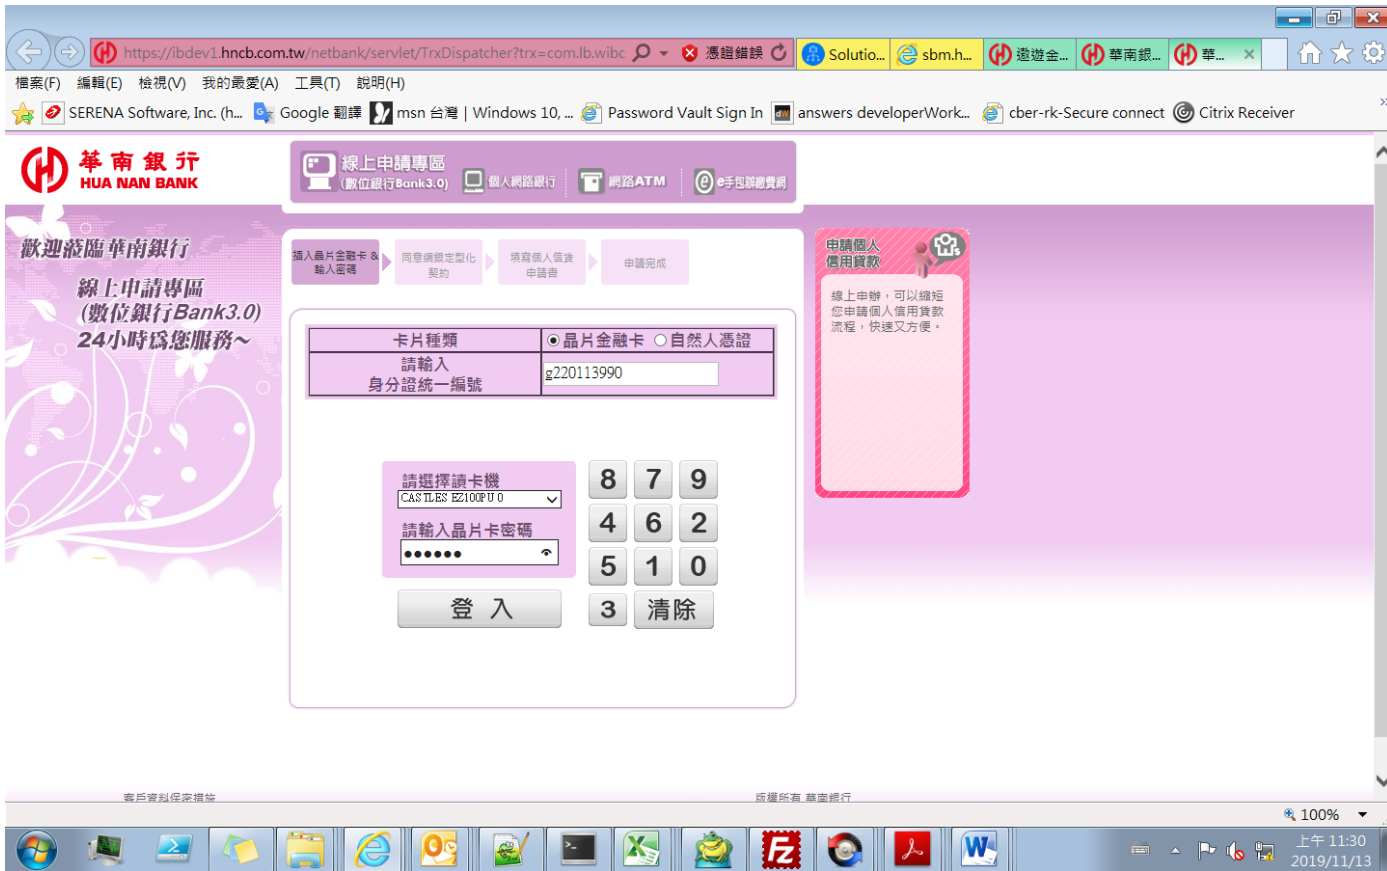 https://ibdev1.hncb.com.tw/netbank/servlet/TrxDispatcher?trx=com.lb.wibc
憑證錯誤
Solutio...
sbm.h...
遨遊金...
華南銀...
華...
檔案(F) 編輯(E) 檢視(V) 我的最愛(A) 工具(T) 說明(H)
SERENA Software, Inc. (h...
Google 翻譯
msn 台灣 | Windows 10, ...
Password Vault Sign In
answers developerWork...
cber-rk-Secure connect
Citrix Receiver
華南銀行
HUA NAN BANK
線上申請專區
(數位銀行Bank3.0)
個人網路銀行
網路ATM
e手包辦繳費網
歡迎蒞臨華南銀行
線上申請專區
(數位銀行Bank3.0)
24小時為您服務~
插入晶片金融卡 &
輸入密碼
同意網銀定型化
契約
填寫個人信貸
申請書
申請完成
卡片種類
晶片金融卡 自然人憑證
請輸入
身分證統一編號
g220113990
請選擇讀卡機
CASTLES EZ100PU 0
請輸入晶片卡密碼
登入
8 7 9
4 6 2
5 1 0
3 清除
申請個人
信用貸款
線上申辦，可以縮短
您申請個人信用貸款
流程，快速又方便。
客戶資料保密措施
版權所有 華南銀行
100%
上午 11:30
2019/11/13